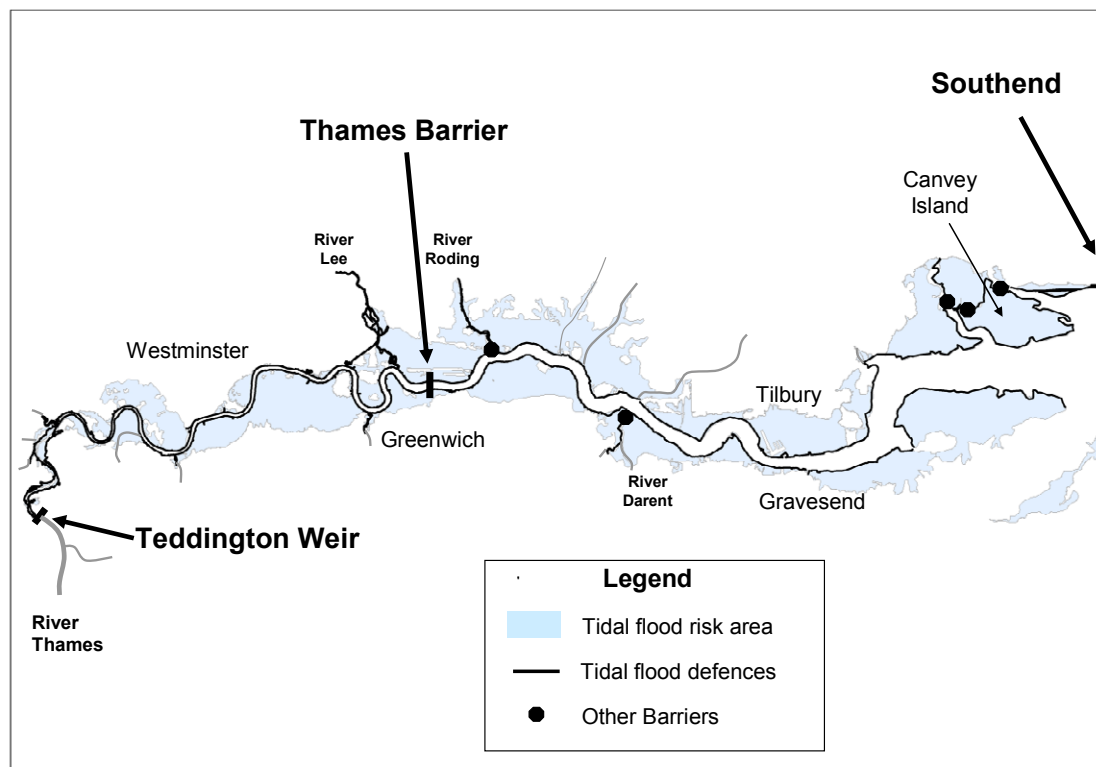 Southend
Thames Barrier
Canvey
Island
River
Lee
River
Roding
Westminster
Tilbury
Greenwich
River
Darent
Gravesend
Teddington Weir
River
Thames
Legend
Tidal flood risk area
Tidal flood defences
Other Barriers